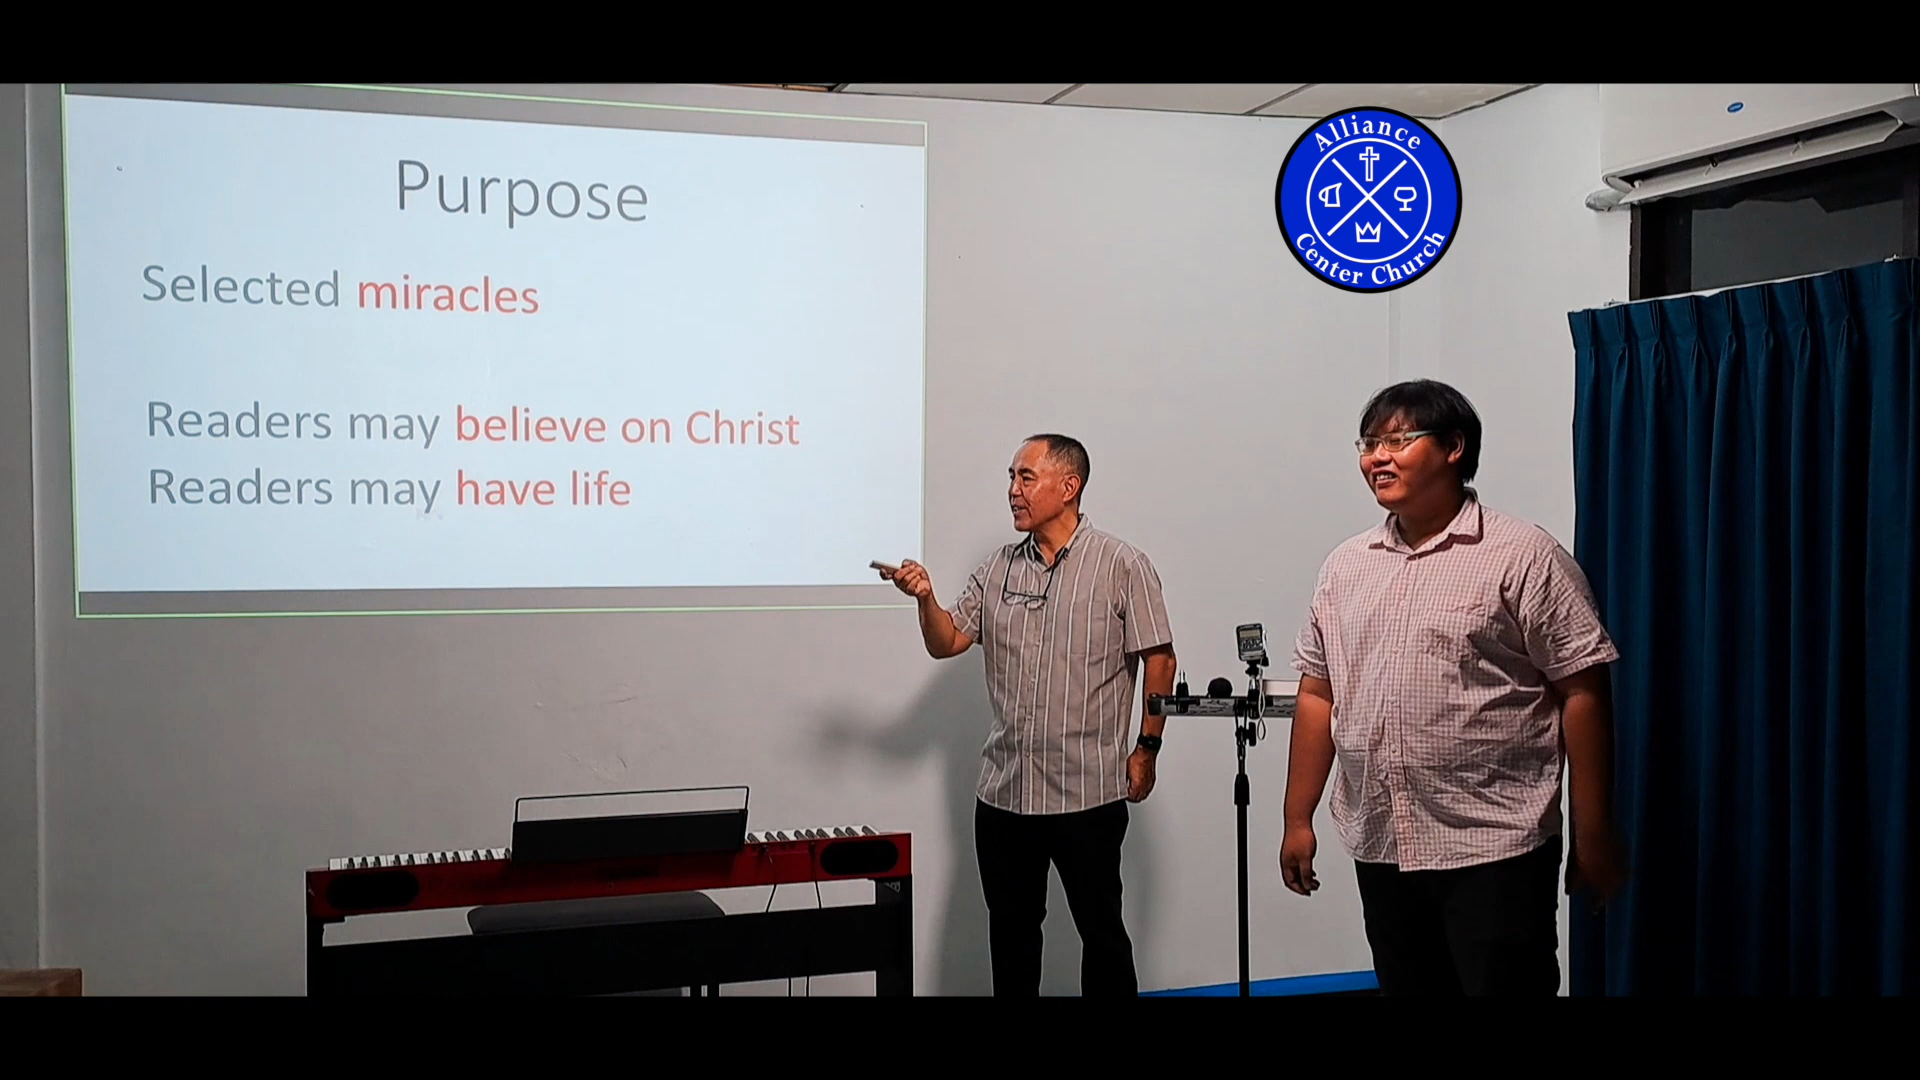 Purpose
Selected miracles
Readers may believe on Christ
Readers may have life
Alliance
Center Church